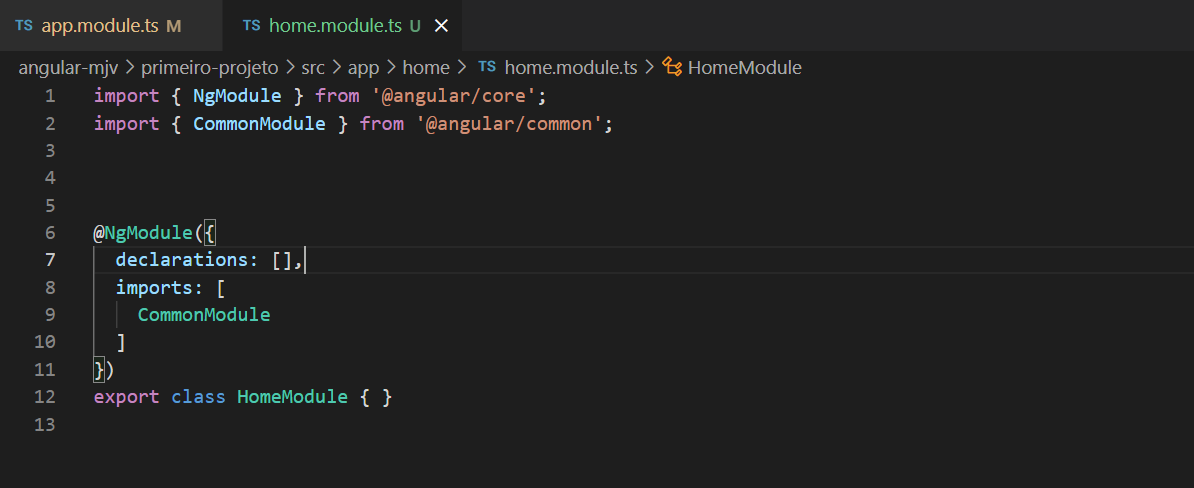 TS app.module.ts M TS home.module.ts U
angular-mjv > primeiro-projeto > src > app > home > TS home.module.ts > HomeModule
1 import { NgModule } from '@angular/core';
2 import { CommonModule } from '@angular/common';
3
4
5
6 @NgModule({
7   declarations: [],
8   imports: [
9     CommonModule
10   ]
11 })
12 export class HomeModule { }
13